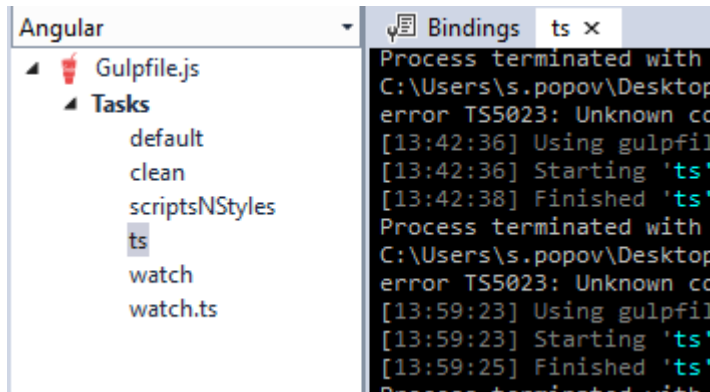 Angular
Gulpfile.js
Tasks
default
clean
scriptsNStyles
ts
watch
watch.ts
Bindings ts ×
Process terminated with
C:\Users\s.popov\Desktop
error TS5023: Unknown co
[13:42:36] Using gulpfil
[13:42:36] Starting 'ts'
[13:42:38] Finished 'ts'
Process terminated with
C:\Users\s.popov\Desktop
error TS5023: Unknown co
[13:59:23] Using gulpfil
[13:59:23] Starting 'ts'
[13:59:25] Finished 'ts'